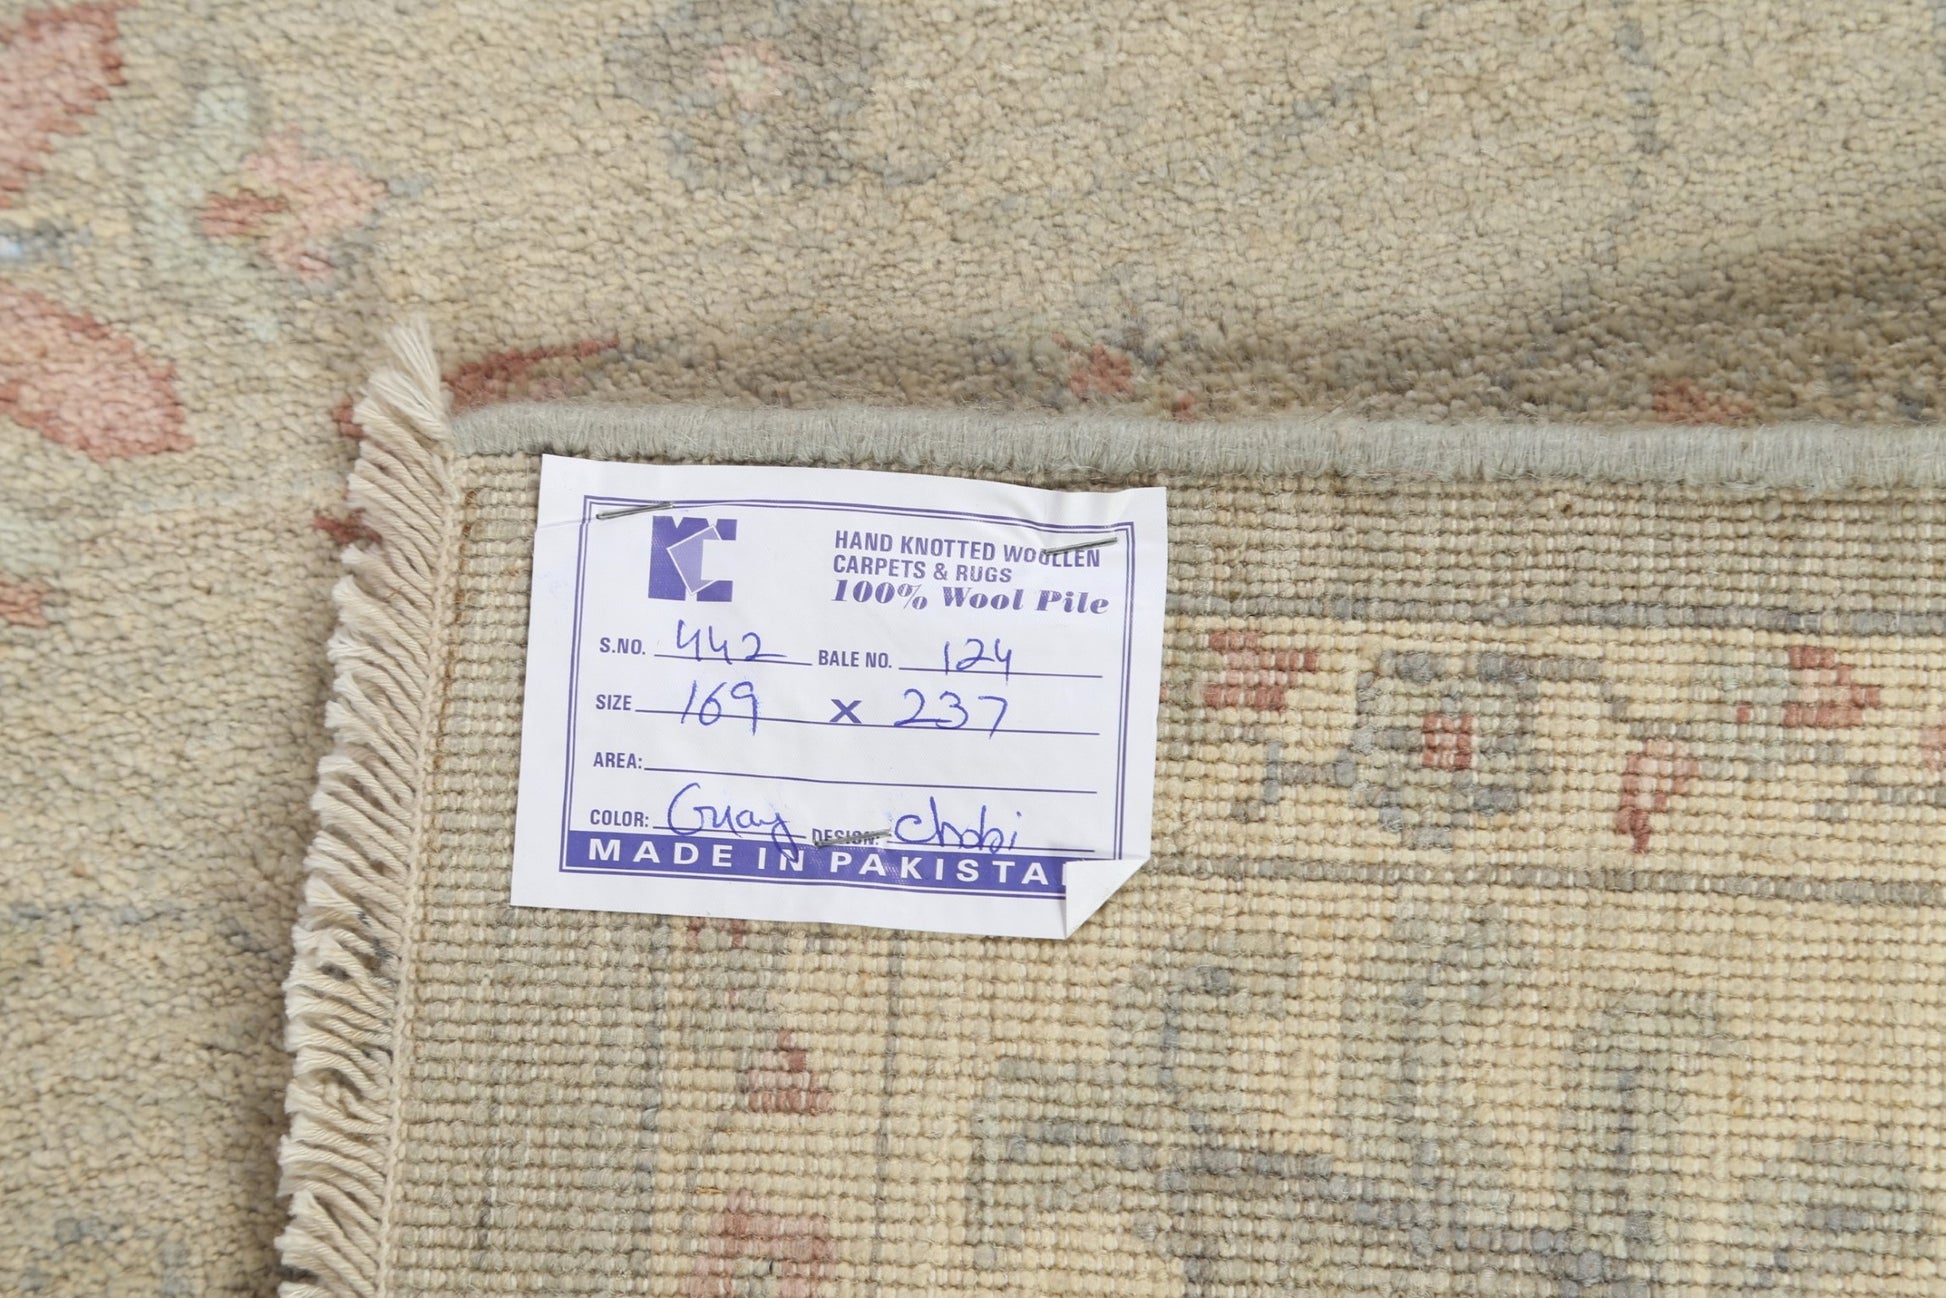 KC
HAND KNOTTED WOOLLEN
CARPETS & RUGS
100% Wool Pile
S.NO. 442 BALE NO. 124
SIZE 169 X 237
AREA:
COLOR: Gray DESIGN: chobi
MADE IN PAKISTA